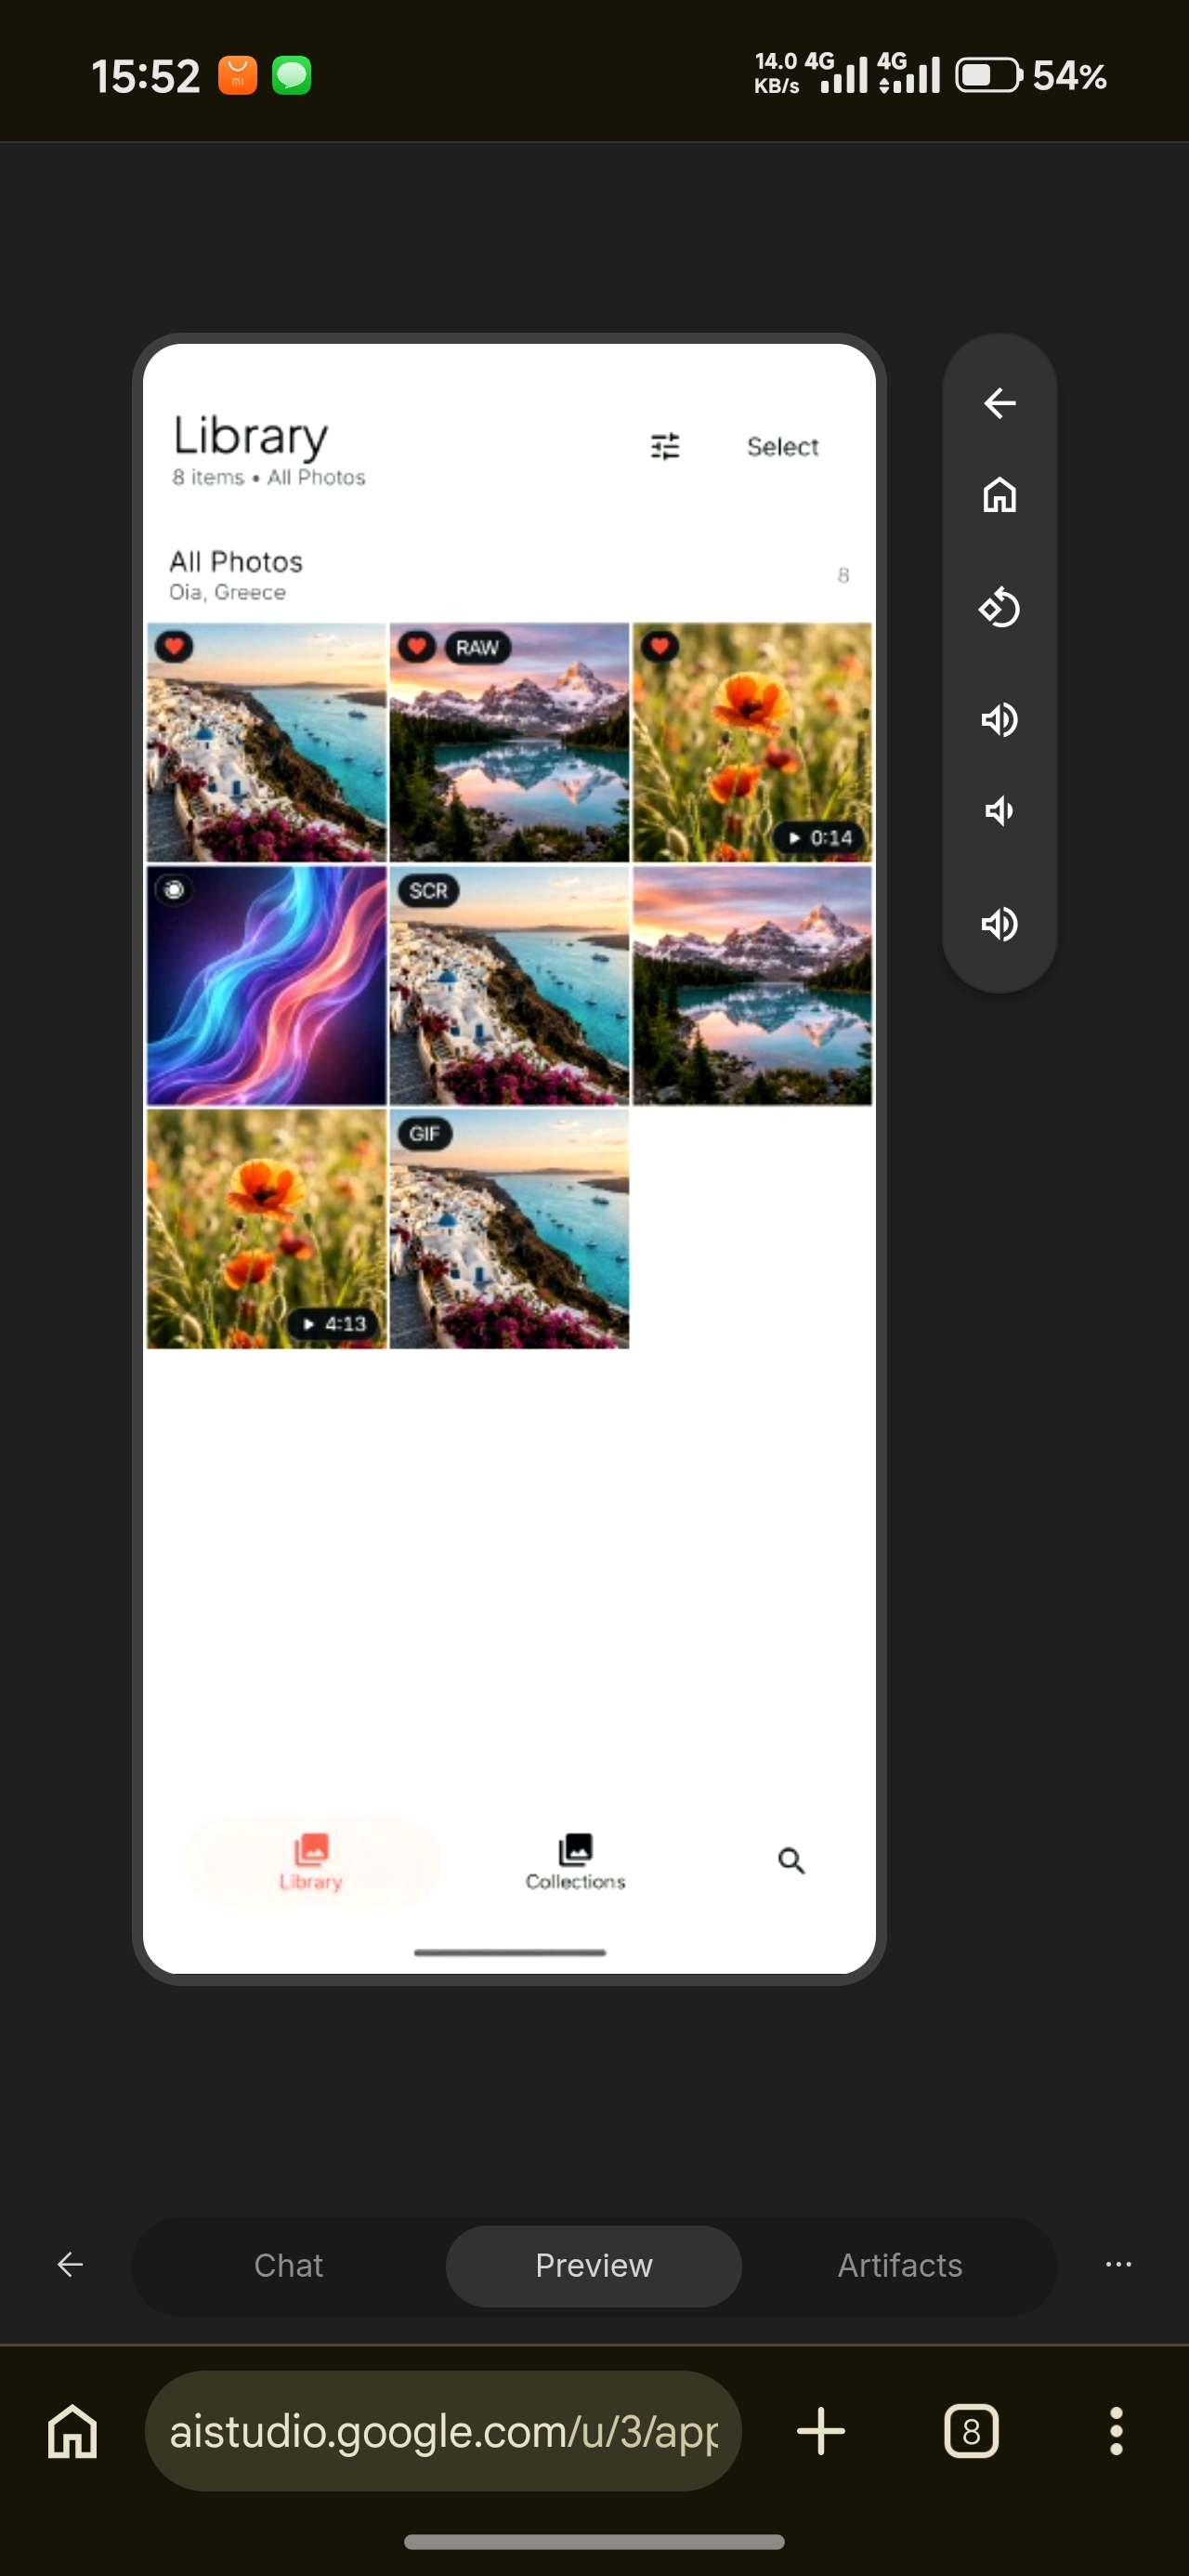 15:52
mi
14.0 KB/s 4G 4G 54%
Library
8 items • All Photos
Select
All Photos
Oia, Greece
8
RAW
0:14
SCR
4:13
GIF
Library
Collections
Chat
Preview
Artifacts
aistudio.google.com/u/3/app
8